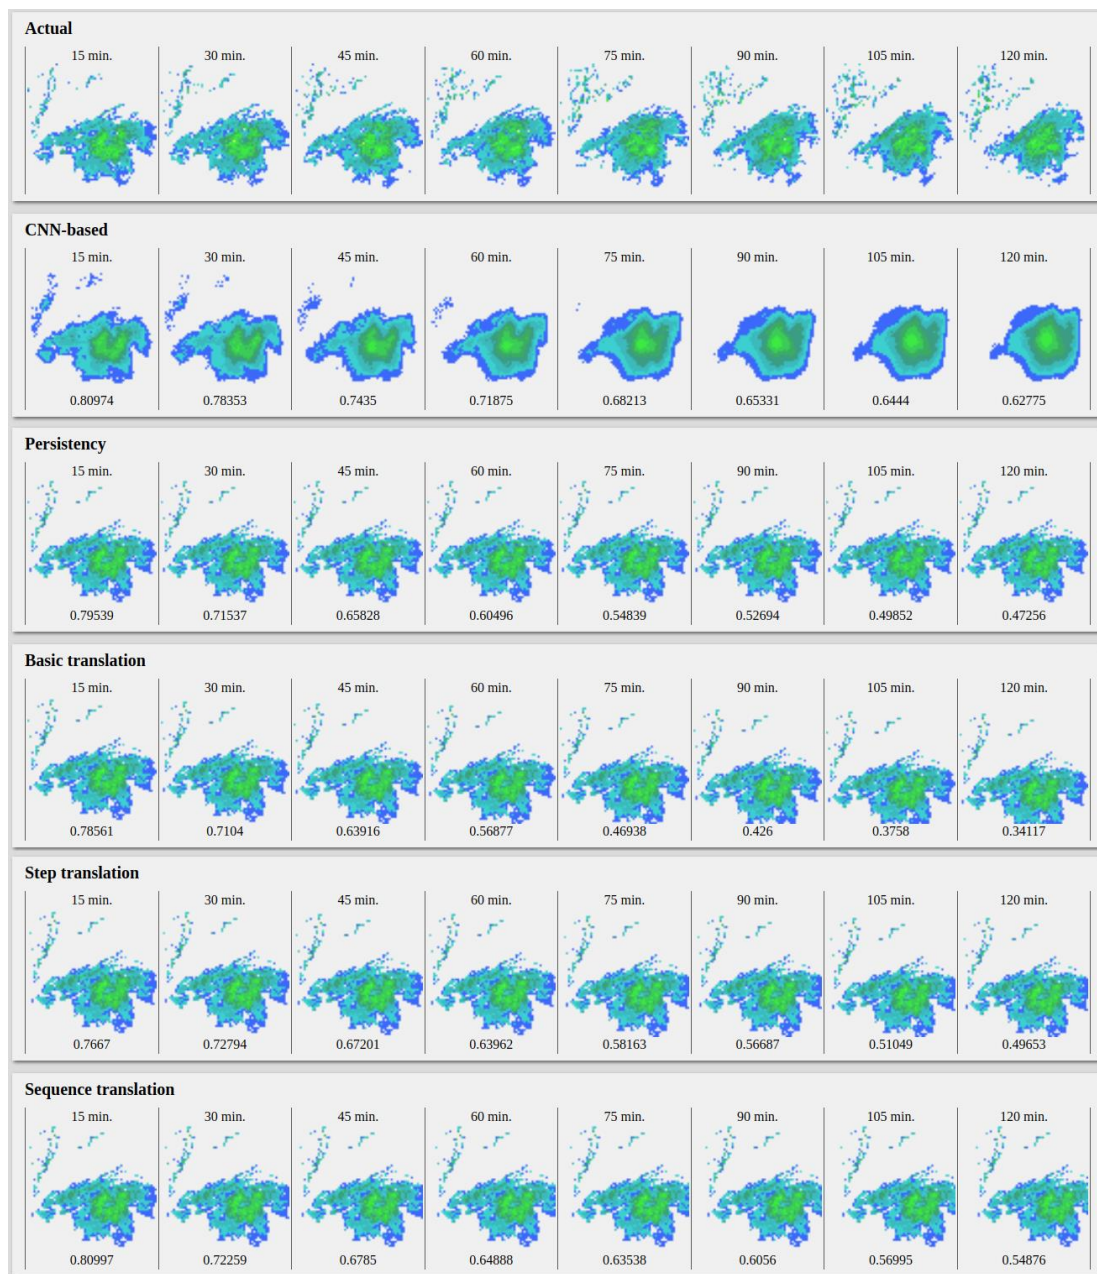 Actual
15 min. 30 min. 45 min. 60 min. 75 min. 90 min. 105 min. 120 min.
CNN-based
15 min. 30 min. 45 min. 60 min. 75 min. 90 min. 105 min. 120 min.
0.80974 0.78353 0.7435 0.71875 0.68213 0.65331 0.6444 0.62775
Persistency
15 min. 30 min. 45 min. 60 min. 75 min. 90 min. 105 min. 120 min.
0.79539 0.71537 0.65828 0.60496 0.54839 0.52694 0.49852 0.47256
Basic translation
15 min. 30 min. 45 min. 60 min. 75 min. 90 min. 105 min. 120 min.
0.78561 0.7104 0.63916 0.56877 0.46938 0.426 0.3758 0.34117
Step translation
15 min. 30 min. 45 min. 60 min. 75 min. 90 min. 105 min. 120 min.
0.7667 0.72794 0.67201 0.63962 0.58163 0.56687 0.51049 0.49653
Sequence translation
15 min. 30 min. 45 min. 60 min. 75 min. 90 min. 105 min. 120 min.
0.80997 0.72259 0.6785 0.64888 0.63538 0.6056 0.56995 0.54876